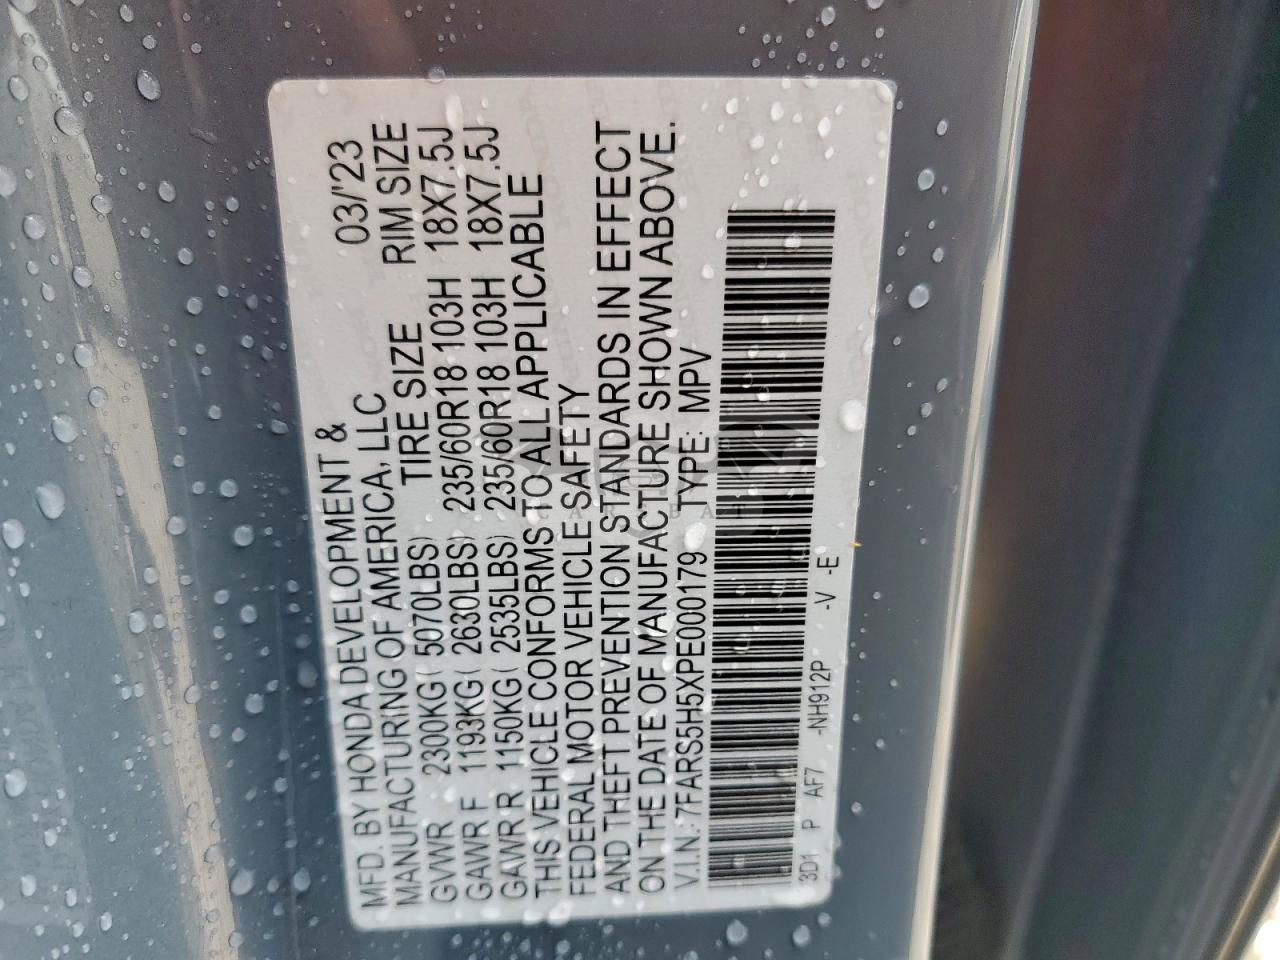 MFD. BY HONDA DEVELOPMENT &
MANUFACTURING OF AMERICA, LLC 03/'23
TIRE SIZE RIM SIZE
GVWR 2300KG( 5070LBS)
GAWR F 1193KG( 2630LBS) 235/60R18 103H 18X7.5J
GAWR R 1150KG( 2535LBS) 235/60R18 103H 18X7.5J
THIS VEHICLE CONFORMS TO ALL APPLICABLE
FEDERAL MOTOR VEHICLE SAFETY
AND THEFT PREVENTION STANDARDS IN EFFECT
ON THE DATE OF MANUFACTURE SHOWN ABOVE.
V.I.N.: 7FARS5H5XPE000179 TYPE: MPV
3D1 P AF7 -NH912P -V -E